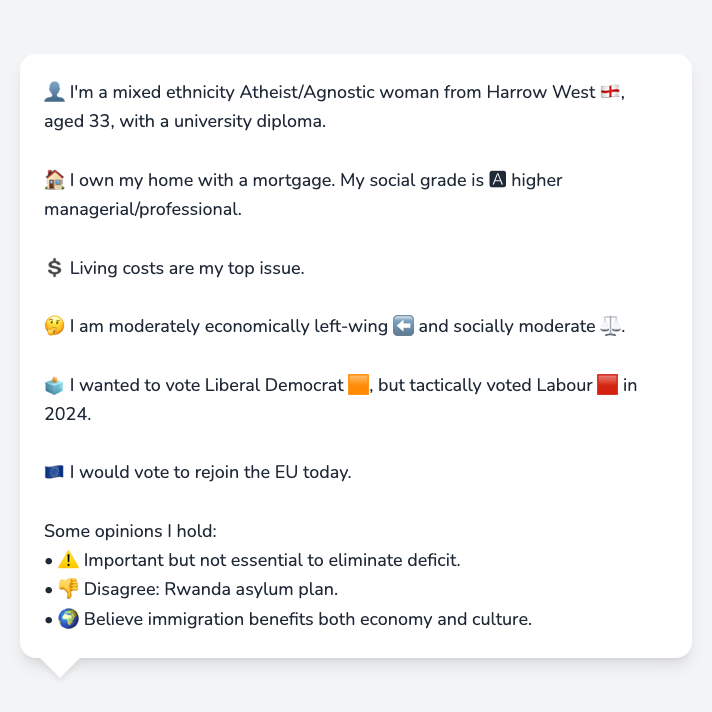 👤 I'm a mixed ethnicity Atheist/Agnostic woman from Harrow West 🏴󠁧󠁢󠁥󠁮󠁧󠁿,
aged 33, with a university diploma.
🏠 I own my home with a mortgage. My social grade is 🅰 higher
managerial/professional.
💲 Living costs are my top issue.
🤔 I am moderately economically left-wing ⬅️ and socially moderate ⚖️.
🗳️ I wanted to vote Liberal Democrat 🟧, but tactically voted Labour 🟥 in
2024.
🇪🇺 I would vote to rejoin the EU today.
Some opinions I hold:
• ⚠️ Important but not essential to eliminate deficit.
• 👎 Disagree: Rwanda asylum plan.
• 🌍 Believe immigration benefits both economy and culture.